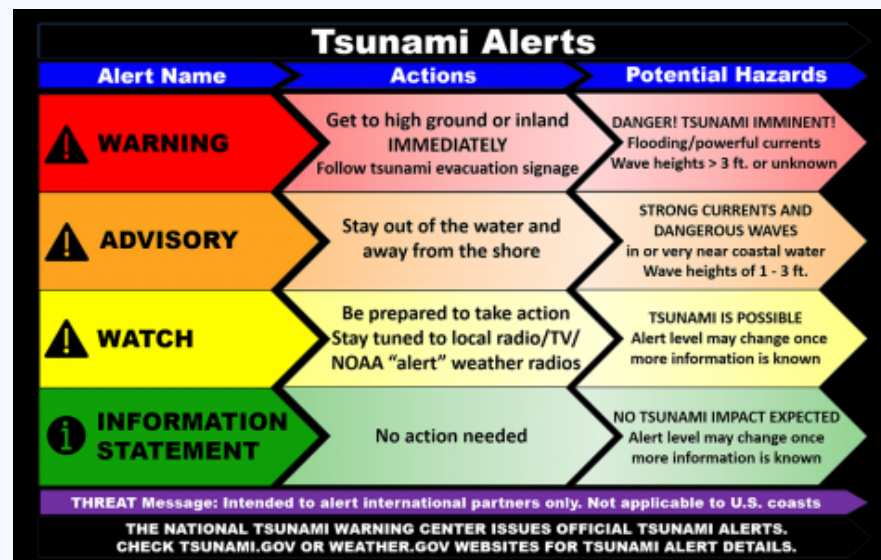 Tsunami Alerts
Alert Name
Actions
Potential Hazards
WARNING
Get to high ground or inland
IMMEDIATELY
Follow tsunami evacuation signage
DANGER! TSUNAMI IMMINENT!
Flooding/powerful currents
Wave heights > 3 ft. or unknown
ADVISORY
Stay out of the water and
away from the shore
STRONG CURRENTS AND
DANGEROUS WAVES
in or very near coastal water
Wave heights of 1 - 3 ft.
WATCH
Be prepared to take action
Stay tuned to local radio/TV/
NOAA “alert” weather radios
TSUNAMI IS POSSIBLE
Alert level may change once
more information is known
INFORMATION
STATEMENT
No action needed
NO TSUNAMI IMPACT EXPECTED
Alert level may change once
more information is known
THREAT Message: Intended to alert international partners only. Not applicable to U.S. coasts
THE NATIONAL TSUNAMI WARNING CENTER ISSUES OFFICIAL TSUNAMI ALERTS.
CHECK TSUNAMI.GOV OR WEATHER.GOV WEBSITES FOR TSUNAMI ALERT DETAILS.